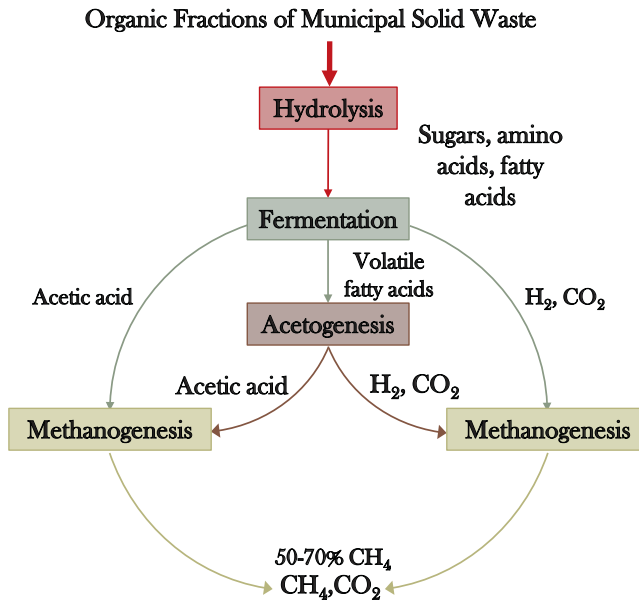 Organic Fractions of Municipal Solid Waste
Hydrolysis
Sugars, amino
acids, fatty
acids
Fermentation
Volatile
fatty acids
Acetic acid
H₂, CO₂
Acetogenesis
Acetic acid
H₂, CO₂
Methanogenesis
Methanogenesis
50-70% CH₄
CH₄,CO₂